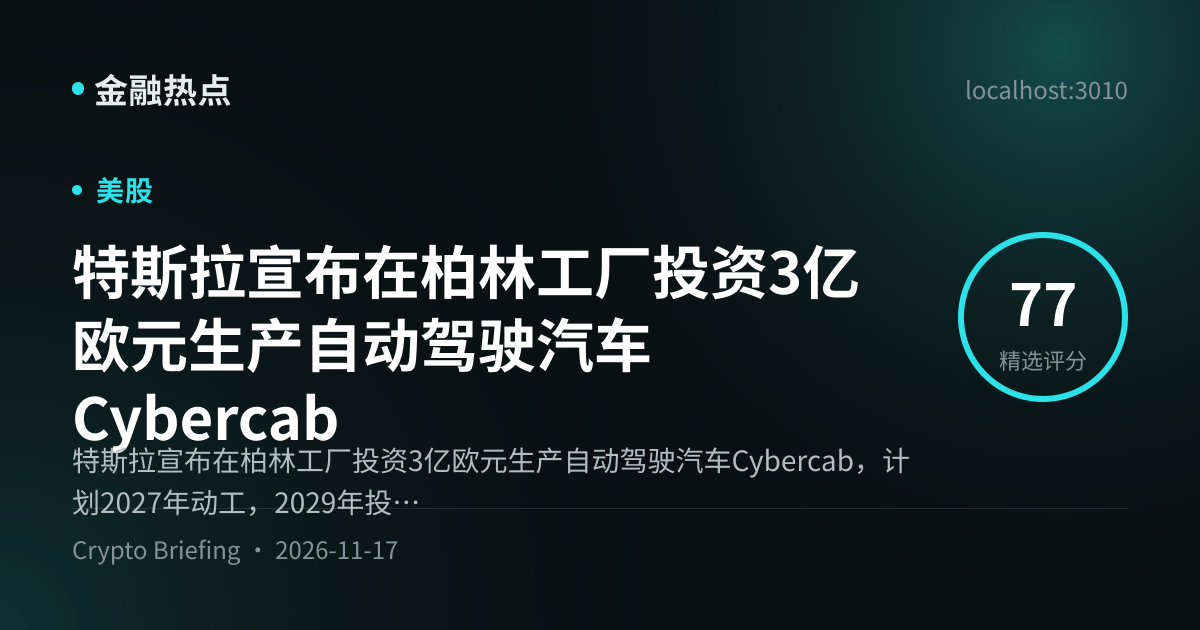 金融热点
localhost:3010
美股
特斯拉宣布在柏林工厂投资3亿
欧元生产自动驾驶汽车
Cybercab
77
精选评分
特斯拉宣布在柏林工厂投资3亿欧元生产自动驾驶汽车Cybercab，计
划2027年动工，2029年投…
Crypto Briefing · 2026-11-17